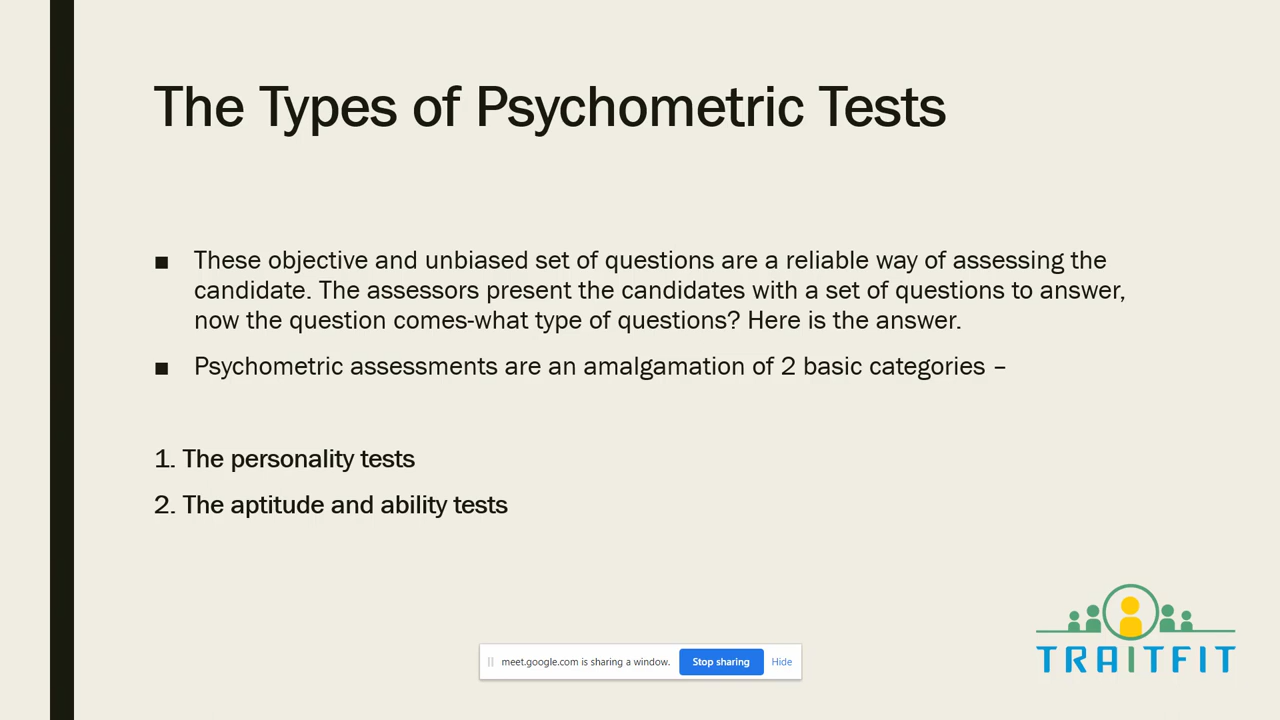 The Types of Psychometric Tests
■ These objective and unbiased set of questions are a reliable way of assessing the
candidate. The assessors present the candidates with a set of questions to answer,
now the question comes-what type of questions? Here is the answer.
■ Psychometric assessments are an amalgamation of 2 basic categories –
1. The personality tests
2. The aptitude and ability tests
meet.google.com is sharing a window. Stop sharing Hide
TRAITFIT